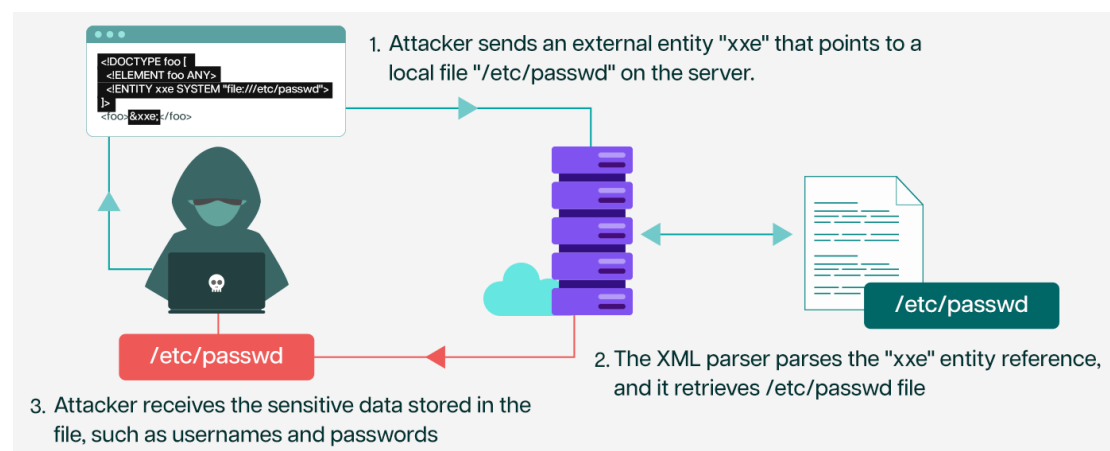 <!DOCTYPE foo [
<!ELEMENT foo ANY>
<!ENTITY xxe SYSTEM "file:///etc/passwd">
]>
<foo>&xxe;</foo>
1. Attacker sends an external entity "xxe" that points to a
local file "/etc/passwd" on the server.
/etc/passwd
/etc/passwd
2. The XML parser parses the "xxe" entity reference,
and it retrieves /etc/passwd file
3. Attacker receives the sensitive data stored in the
file, such as usernames and passwords